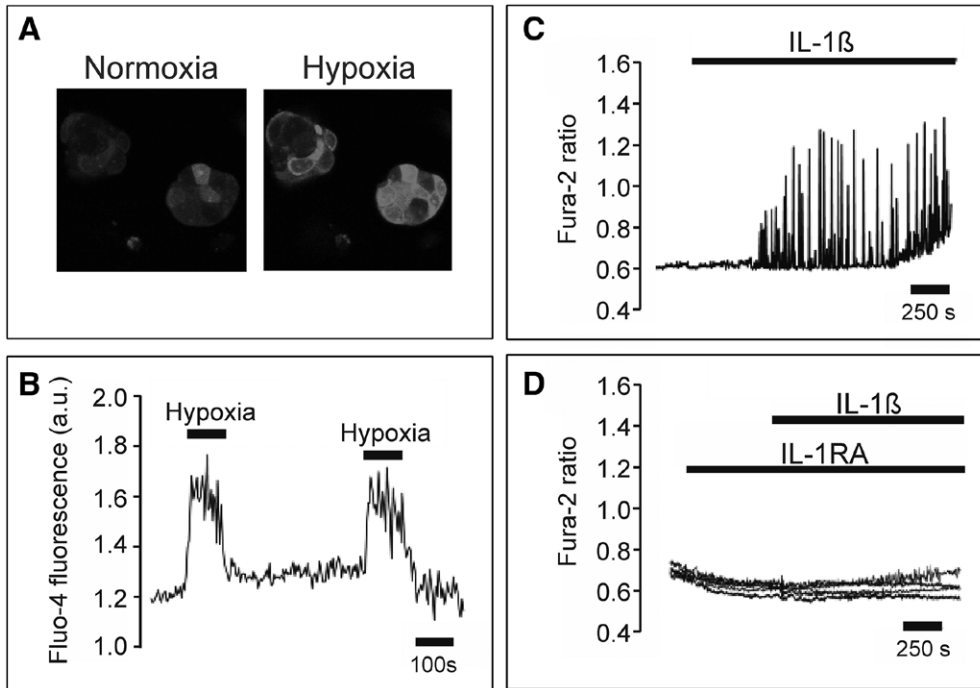 A
Normoxia
Hypoxia
B
Fluo-4 fluorescence (a.u.)
2.0
1.8
1.6
1.4
1.2
1.0
Hypoxia
Hypoxia
100s
C
IL-1ß
Fura-2 ratio
1.6
1.4
1.2
1.0
0.8
0.6
0.4
250 s
D
IL-1ß
IL-1RA
Fura-2 ratio
1.6
1.4
1.2
1.0
0.8
0.6
0.4
250 s